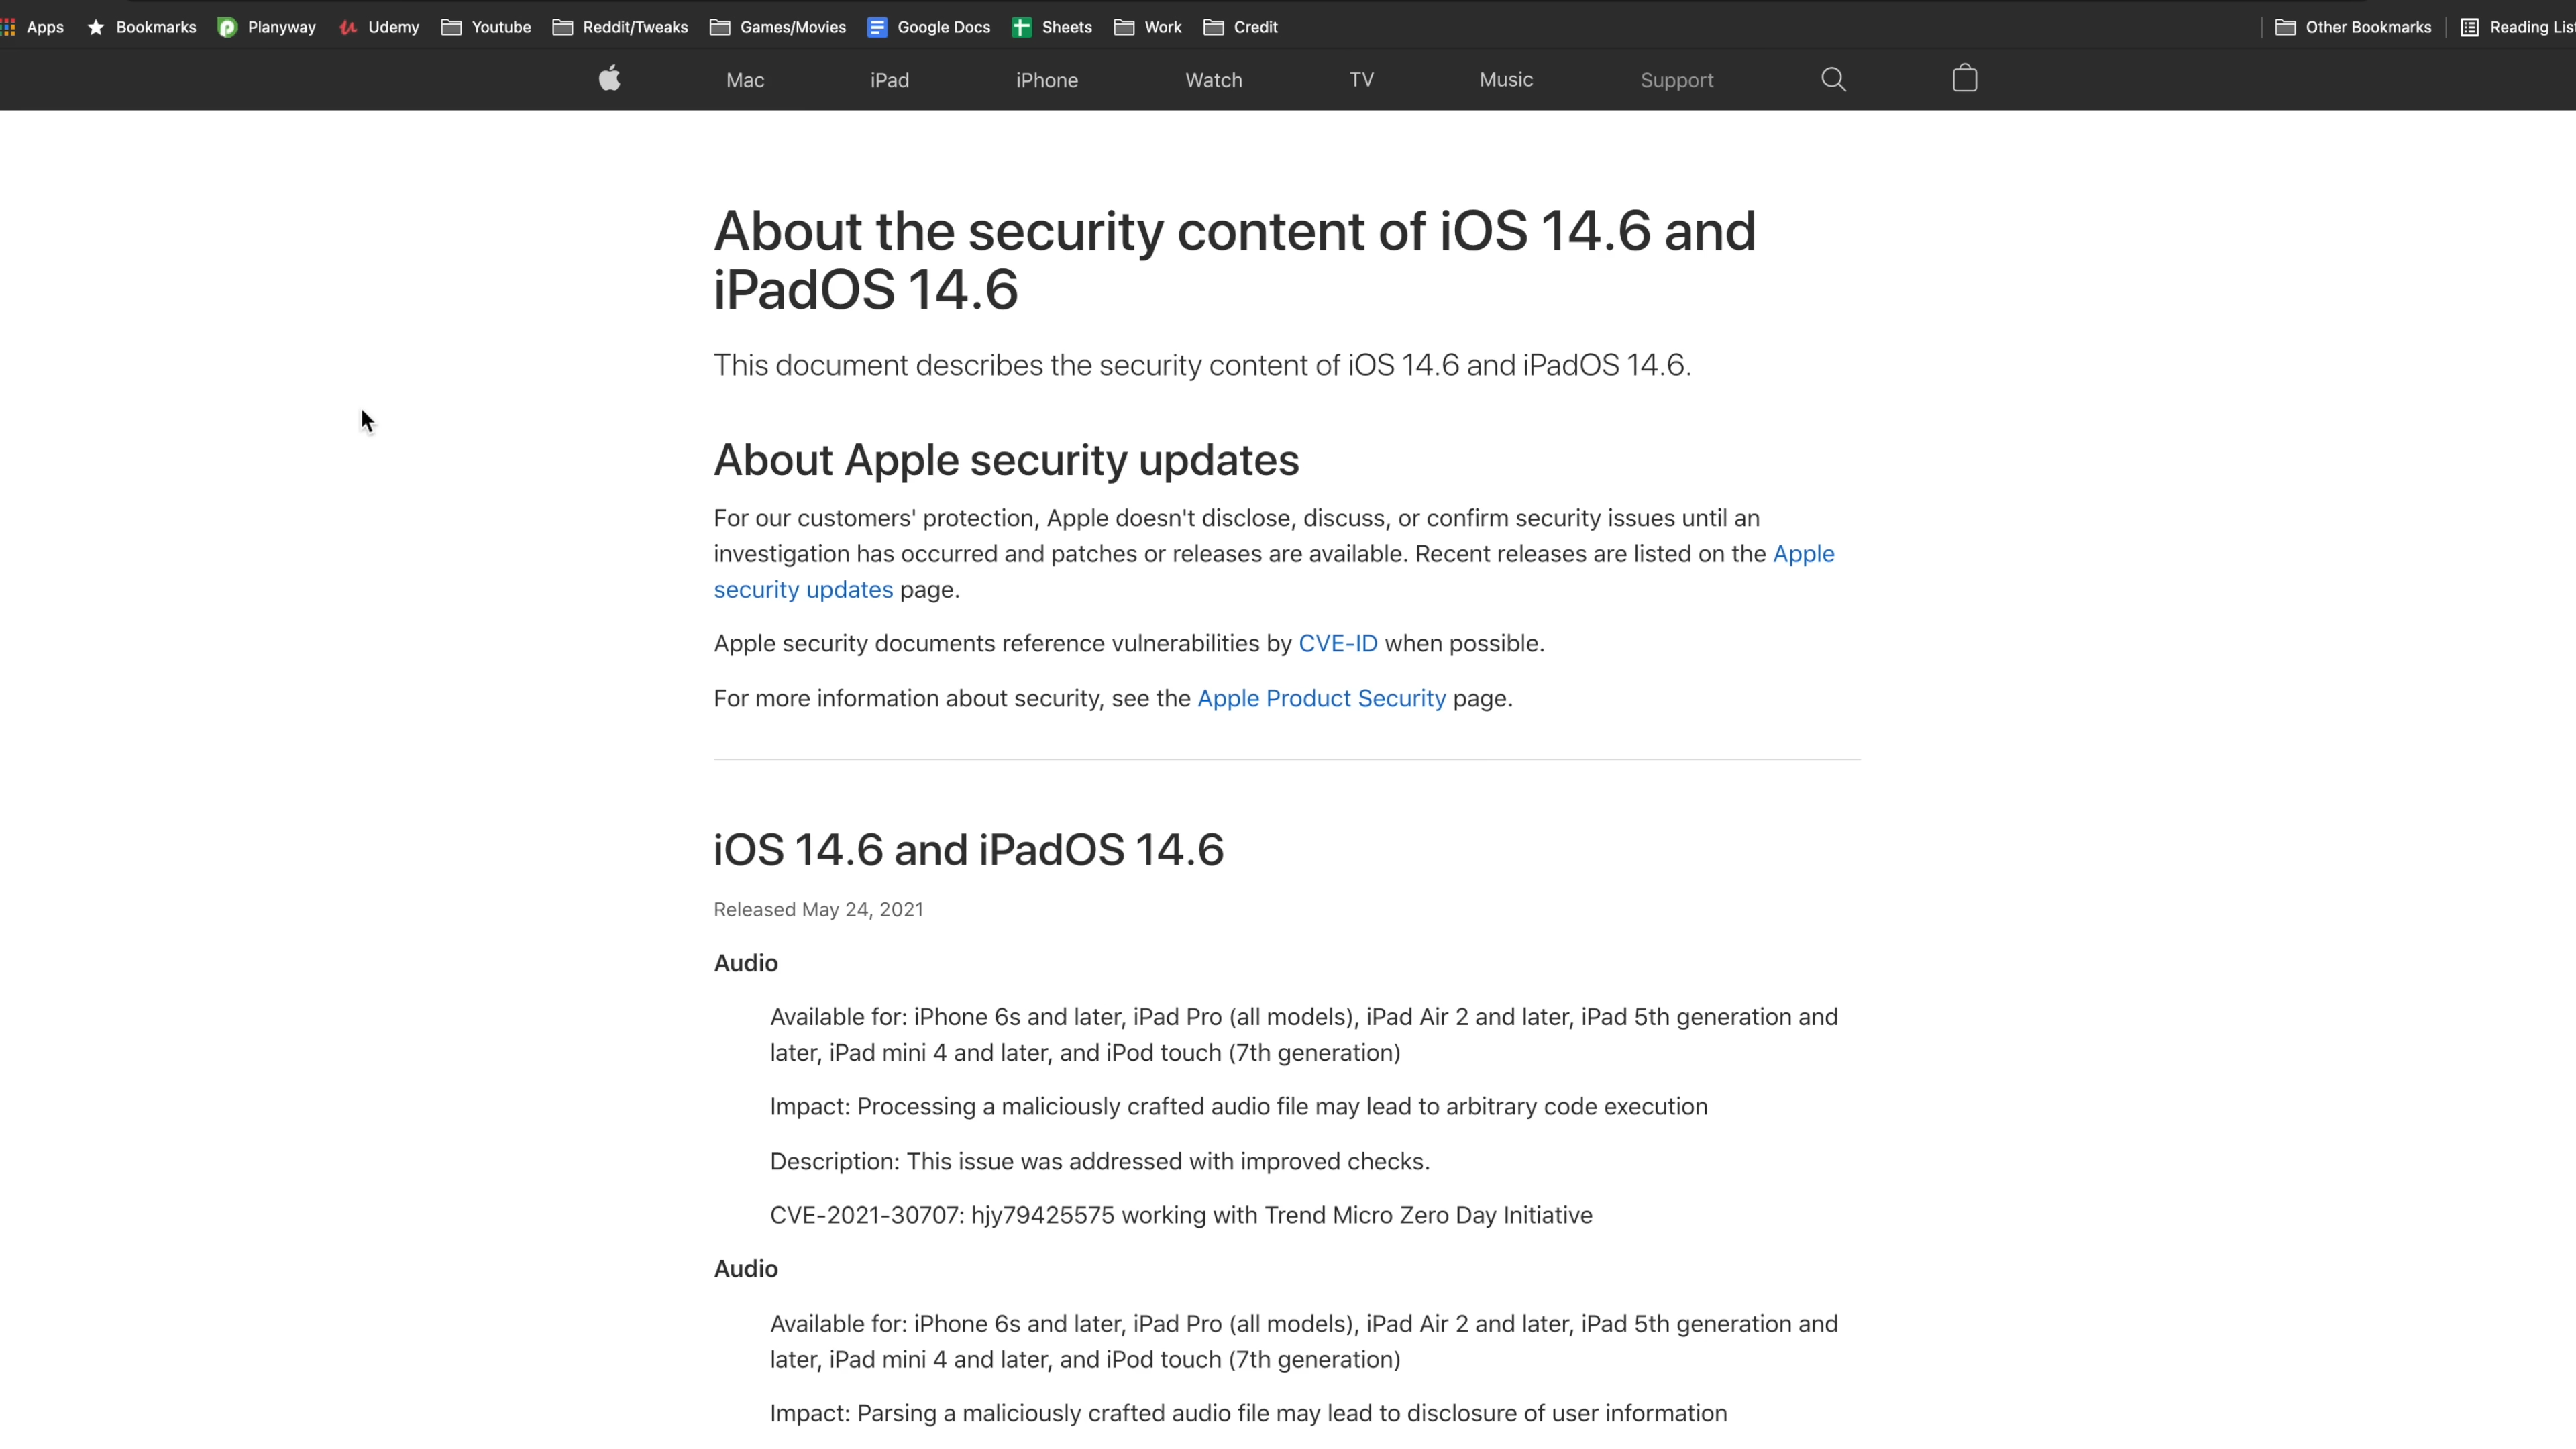 Apps Bookmarks Planyway Udemy Youtube Reddit/Tweaks Games/Movies Google Docs Sheets Work Credit Other Bookmarks Reading Lis
Mac iPad iPhone Watch TV Music Support
About the security content of iOS 14.6 and
iPadOS 14.6
This document describes the security content of iOS 14.6 and iPadOS 14.6.
About Apple security updates
For our customers' protection, Apple doesn't disclose, discuss, or confirm security issues until an
investigation has occurred and patches or releases are available. Recent releases are listed on the Apple
security updates page.
Apple security documents reference vulnerabilities by CVE-ID when possible.
For more information about security, see the Apple Product Security page.
iOS 14.6 and iPadOS 14.6
Released May 24, 2021
Audio
Available for: iPhone 6s and later, iPad Pro (all models), iPad Air 2 and later, iPad 5th generation and
later, iPad mini 4 and later, and iPod touch (7th generation)
Impact: Processing a maliciously crafted audio file may lead to arbitrary code execution
Description: This issue was addressed with improved checks.
CVE-2021-30707: hjy79425575 working with Trend Micro Zero Day Initiative
Audio
Available for: iPhone 6s and later, iPad Pro (all models), iPad Air 2 and later, iPad 5th generation and
later, iPad mini 4 and later, and iPod touch (7th generation)
Impact: Parsing a maliciously crafted audio file may lead to disclosure of user information